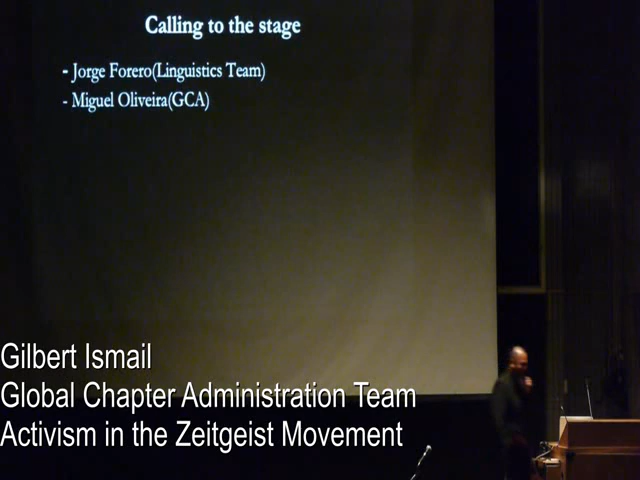 Calling to the stage
- Jorge Forero(Linguistics Team)
- Miguel Oliveira(GCA)
Gilbert Ismail
Global Chapter Administration Team
Activism in the Zeitgeist Movement